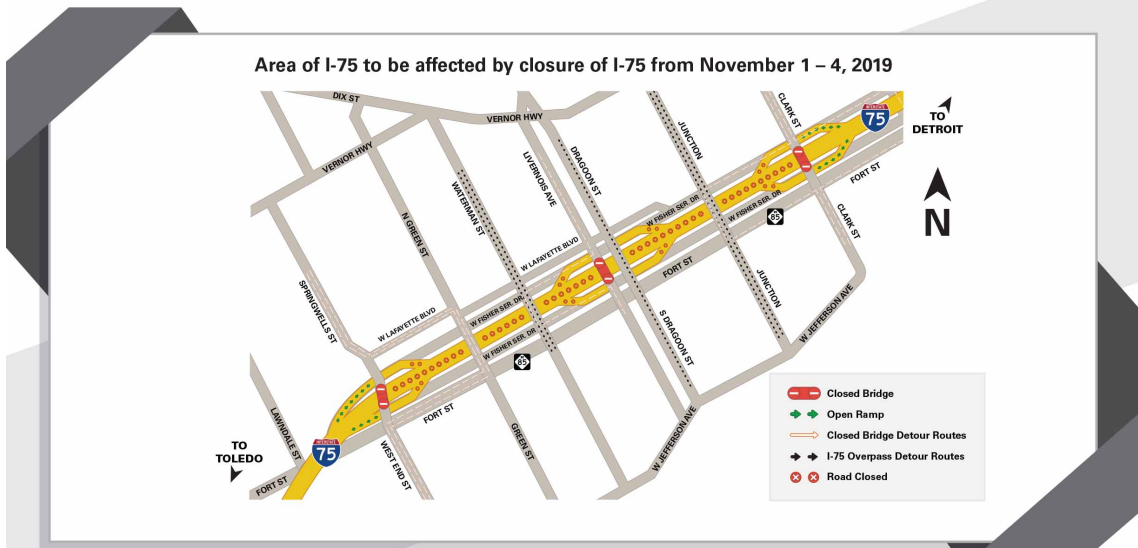 Area of I-75 to be affected by closure of I-75 from November 1 – 4, 2019
DIX ST
VERNOR HWY
VERNOR HWY
CLARK ST
INTERSTATE
75
TO
DETROIT
JUNCTION
DRAGOON ST
LIVERNOIS AVE
WATERMAN ST
N GREEN ST
FORT ST
W FISHER SER. DR
W FISHER SER. DR
85
CLARK ST
N
W LAFAYETTE BLVD
FORT ST
SPRINGWELLS ST
W LAFAYETTE BLVD
W FISHER SER. DR
W FISHER SER. DR
85
JUNCTION
W JEFFERSON AVE
S DRAGOON ST
LAWNDALE ST
FORT ST
GREEN ST
WEST END ST
W JEFFERSON AVE
TO
TOLEDO
INTERSTATE
75
FORT ST
Closed Bridge
Open Ramp
Closed Bridge Detour Routes
I-75 Overpass Detour Routes
Road Closed